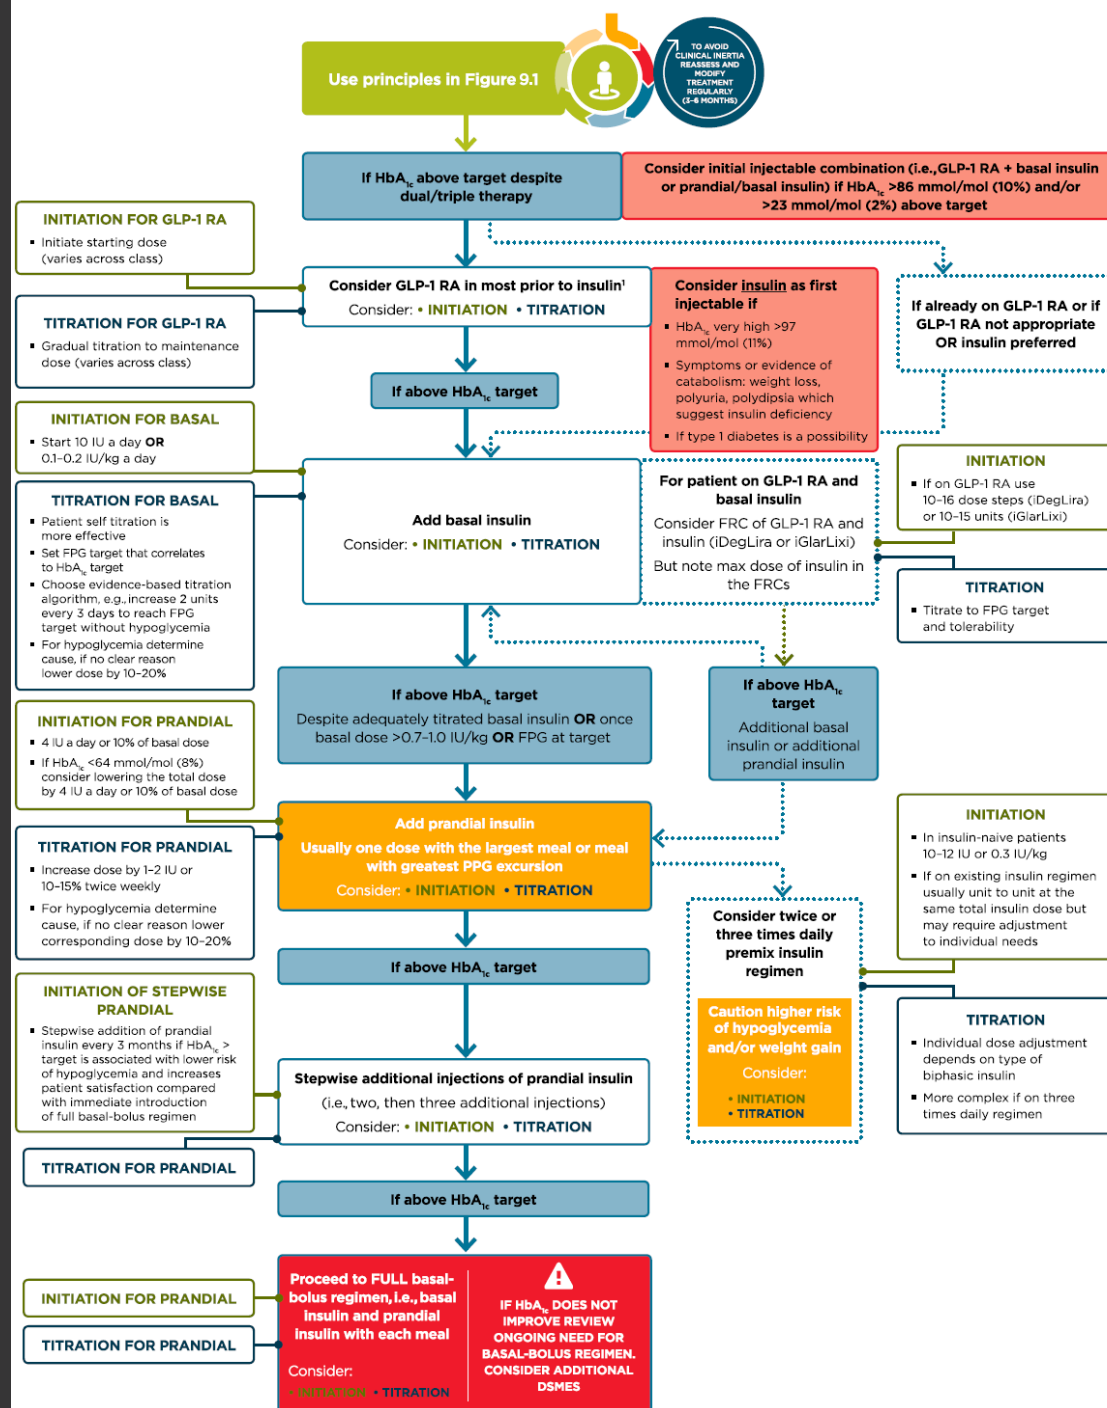 Use principles in Figure 9.1
TO AVOID
CLINICAL INERTIA
REASSESS AND
MODIFY
TREATMENT
REGULARLY
(3-6 MONTHS)
If HbA1c above target despite
dual/triple therapy
Consider initial injectable combination (i.e., GLP-1 RA + basal insulin
or prandial/basal insulin) if HbA1c >86 mmol/mol (10%) and/or
>23 mmol/mol (2%) above target
INITIATION FOR GLP-1 RA
▪ Initiate starting dose
(varies across class)
TITRATION FOR GLP-1 RA
▪ Gradual titration to maintenance
dose (varies across class)
Consider GLP-1 RA in most prior to insulin¹
Consider: • INITIATION • TITRATION
Consider insulin as first
injectable if
▪ HbA1c very high >97
mmol/mol (11%)
▪ Symptoms or evidence of
catabolism: weight loss,
polyuria, polydipsia which
suggest insulin deficiency
▪ If type 1 diabetes is a possibility
If already on GLP-1 RA or if
GLP-1 RA not appropriate
OR insulin preferred
If above HbA1c target
INITIATION FOR BASAL
▪ Start 10 IU a day OR
0.1-0.2 IU/kg a day
TITRATION FOR BASAL
▪ Patient self titration is
more effective
▪ Set FPG target that correlates
to HbA1c target
▪ Choose evidence-based titration
algorithm, e.g., increase 2 units
every 3 days to reach FPG
target without hypoglycemia
▪ For hypoglycemia determine
cause, if no clear reason
lower dose by 10-20%
Add basal insulin
Consider: • INITIATION • TITRATION
For patient on GLP-1 RA and
basal insulin
Consider FRC of GLP-1 RA and
insulin (iDegLira or iGlarLixi)
But note max dose of insulin in
the FRCs
INITIATION
▪ If on GLP-1 RA use
10-16 dose steps (iDegLira)
or 10-15 units (iGlarLixi)
TITRATION
▪ Titrate to FPG target
and tolerability
If above HbA1c target
Despite adequately titrated basal insulin OR once
basal dose >0.7-1.0 IU/kg OR FPG at target
If above HbA1c
target
Additional basal
insulin or additional
prandial insulin
INITIATION FOR PRANDIAL
▪ 4 IU a day or 10% of basal dose
▪ If HbA1c <64 mmol/mol (8%)
consider lowering the total dose
by 4 IU a day or 10% of basal dose
TITRATION FOR PRANDIAL
▪ Increase dose by 1-2 IU or
10-15% twice weekly
▪ For hypoglycemia determine
cause, if no clear reason lower
corresponding dose by 10-20%
Add prandial insulin
Usually one dose with the largest meal or meal
with greatest PPG excursion
Consider: • INITIATION • TITRATION
INITIATION
▪ In insulin-naive patients
10-12 IU or 0.3 IU/kg
▪ If on existing insulin regimen
usually unit to unit at the
same total insulin dose but
may require adjustment
to individual needs
Consider twice or
three times daily
premix insulin
regimen
Caution higher risk
of hypoglycemia
and/or weight gain
Consider:
• INITIATION
• TITRATION
TITRATION
▪ Individual dose adjustment
depends on type of
biphasic insulin
▪ More complex if on three
times daily regimen
If above HbA1c target
INITIATION OF STEPWISE
PRANDIAL
▪ Stepwise addition of prandial
insulin every 3 months if HbA1c >
target is associated with lower risk
of hypoglycemia and increases
patient satisfaction compared
with immediate introduction
of full basal-bolus regimen
TITRATION FOR PRANDIAL
Stepwise additional injections of prandial insulin
(i.e., two, then three additional injections)
Consider: • INITIATION • TITRATION
If above HbA1c target
INITIATION FOR PRANDIAL
TITRATION FOR PRANDIAL
Proceed to FULL basal-
bolus regimen, i.e., basal
insulin and prandial
insulin with each meal
Consider:
• INITIATION • TITRATION
IF HbA1c DOES NOT
IMPROVE REVIEW
ONGOING NEED FOR
BASAL-BOLUS REGIMEN.
CONSIDER ADDITIONAL
DSMES